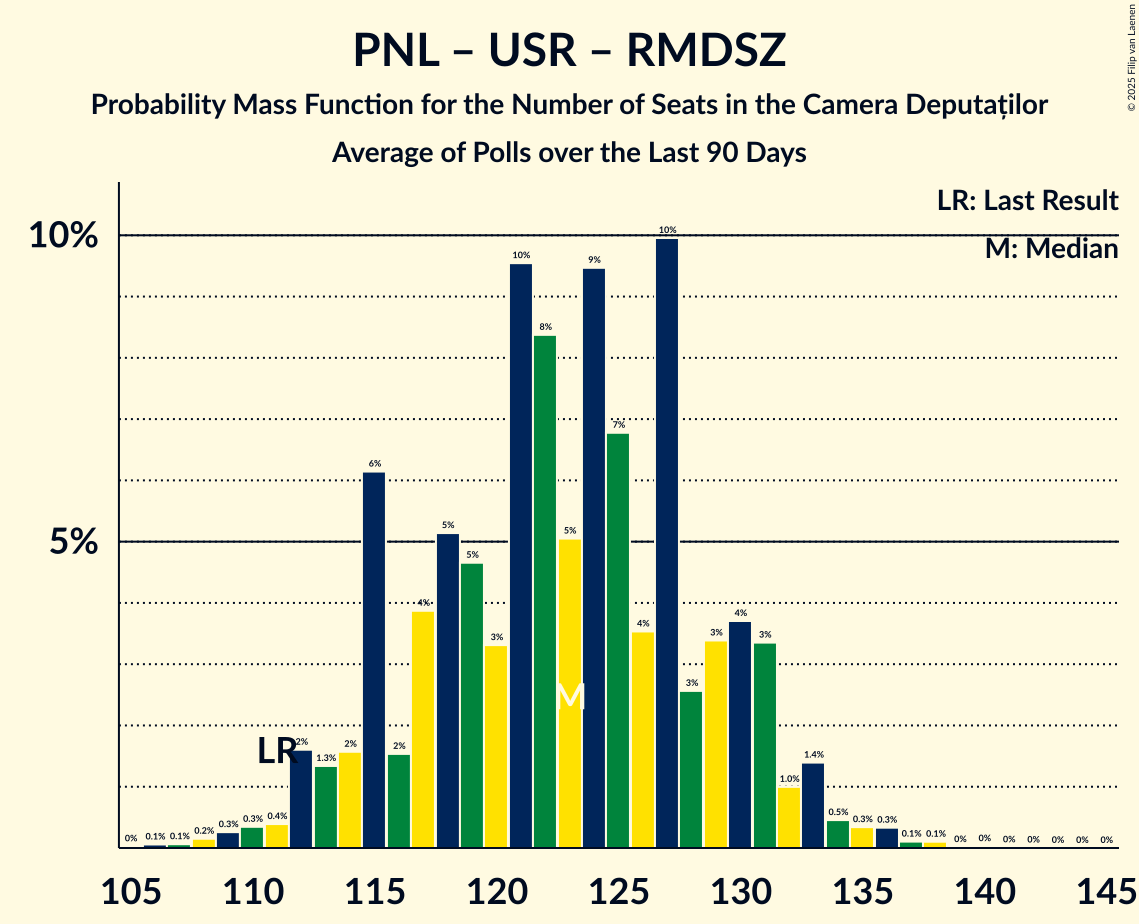 PNL – USR – RMDSZ
Probability Mass Function for the Number of Seats in the Camera Deputaților
Average of Polls over the Last 90 Days
© 2025 Filip van Laenen
LR: Last Result
M: Median
10%
5%
0% 0.1% 0.1% 0.2% 0.3% 0.3% 0.4% 2% 1.3% 2% 6% 2% 4% 5% 5% 3% 10% 8% 5% 9% 7% 4% 10% 3% 3% 4% 3% 1.0% 1.4% 0.5% 0.3% 0.3% 0.1% 0.1% 0% 0% 0% 0% 0% 0% 0%
LR
M
105 110 115 120 125 130 135 140 145